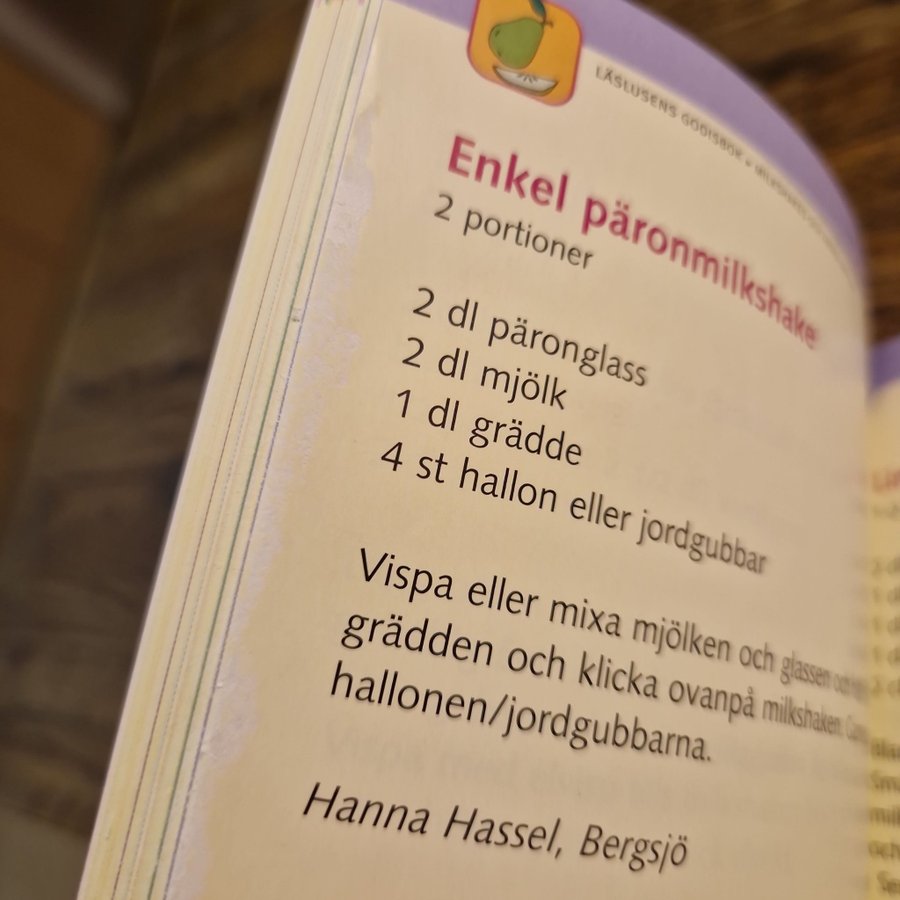 LÄSLUSENS GODISBOK •
Enkel päronmilkshake
2 portioner
2 dl päronglass
2 dl mjölk
1 dl grädde
4 st hallon eller jordgubbar
Vispa eller mixa mjölken och glassen och
grädden och klicka ovanpå milkshaken.
hallonen/jordgubbarna.
Hanna Hassel, Bergsjö